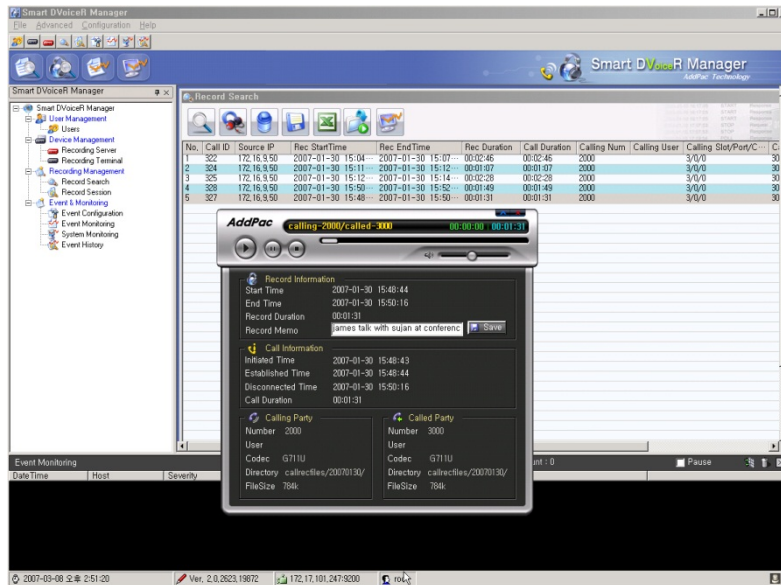 Smart DVoiceR Manager
File Advanced Configuration Help
Smart DVoiceR Manager
AddPac Technology
Smart DVoiceR Manager
Smart DVoiceR Manager
User Management
Users
Device Management
Recording Server
Recording Terminal
Recording Management
Record Search
Record Session
Event & Monitoring
Event Configuration
Event Monitoring
System Monitoring
Event History
Record Search
No. Call ID Source IP Rec StartTime Rec EndTime Rec Duration Call Duration Calling Num Calling User Calling Slot/Port/C···
1 322 172,16,9,50 2007-01-30 15:04··· 2007-01-30 15:07··· 00:02:46 00:02:46 2000 3/0/0 30
2 324 172,16,9,50 2007-01-30 15:11··· 2007-01-30 15:12··· 00:01:07 00:01:07 2000 3/0/0 30
3 325 172,16,9,50 2007-01-30 15:12··· 2007-01-30 15:14··· 00:02:28 00:02:28 2000 3/0/0 30
4 328 172,16,9,50 2007-01-30 15:50··· 2007-01-30 15:52··· 00:01:49 00:01:49 2000 3/0/0 30
5 327 172,16,9,50 2007-01-30 15:48··· 2007-01-30 15:50··· 00:01:31 00:01:31 2000 3/0/0 30
AddPac calling-2000/called-3000 00:00:00 00:01:31
Record Information
Start Time 2007-01-30 15:48:44
End Time 2007-01-30 15:50:16
Record Duration 00:01:31
Record Memo james talk with sujan at conferenc Save
Call Information
Initiated Time 2007-01-30 15:48:43
Established Time 2007-01-30 15:48:44
Disconnected Time 2007-01-30 15:50:16
Call Duration 00:01:31
Calling Party
Number 2000
User
Codec G711U
Directory callrecfiles/20070130/
FileSize 784k
Called Party
Number 3000
User
Codec G711U
Directory callrecfiles/20070130/
FileSize 784k
Event Monitoring
unt : 0 Pause
DateTime Host Severity
2007-03-08 오후 2:51:20 Ver, 2,0,2623,19872 172,17,101,247:9200